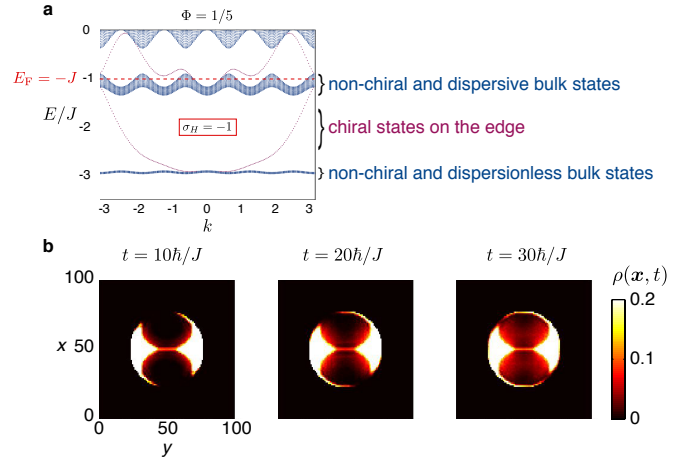 a
Φ = 1/5
0
E_F = −J
-1
non-chiral and dispersive bulk states
E/J
-2
σ_H = −1
chiral states on the edge
-3
non-chiral and dispersionless bulk states
-3 -2 -1 0 1 2 3
k
b
t = 10ℏ/J
t = 20ℏ/J
t = 30ℏ/J
ρ(x, t)
100
x 50
0
0 50 100
y
0.2
0.1
0